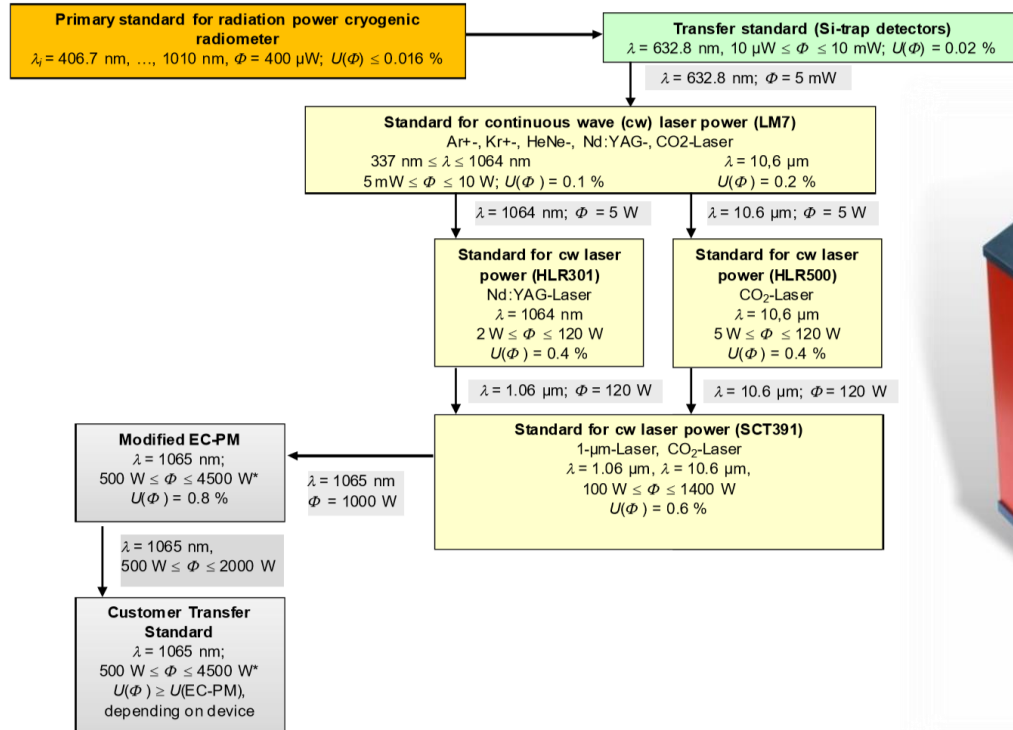 Primary standard for radiation power cryogenic
radiometer
λi = 406.7 nm, …, 1010 nm, Φ = 400 µW; U(Φ) ≤ 0.016 %
Transfer standard (Si-trap detectors)
λ = 632.8 nm, 10 µW ≤ Φ ≤ 10 mW; U(Φ) = 0.02 %
λ = 632.8 nm; Φ = 5 mW
Standard for continuous wave (cw) laser power (LM7)
Ar+-, Kr+-, HeNe-, Nd:YAG-, CO2-Laser
337 nm ≤ λ ≤ 1064 nm
5 mW ≤ Φ ≤ 10 W; U(Φ ) = 0.1 %
λ = 10,6 µm
U(Φ ) = 0.2 %
λ = 1064 nm; Φ = 5 W
λ = 10.6 µm; Φ = 5 W
Standard for cw laser
power (HLR301)
Nd:YAG-Laser
λ = 1064 nm
2 W ≤ Φ ≤ 120 W
U(Φ ) = 0.4 %
Standard for cw laser
power (HLR500)
CO₂-Laser
λ = 10,6 µm
5 W ≤ Φ ≤ 120 W
U(Φ ) = 0.4 %
λ = 1.06 µm; Φ = 120 W
λ = 10.6 µm; Φ = 120 W
Standard for cw laser power (SCT391)
1-µm-Laser, CO₂-Laser
λ = 1.06 µm, λ = 10.6 µm,
100 W ≤ Φ ≤ 1400 W
U(Φ ) = 0.6 %
λ = 1065 nm
Φ = 1000 W
Modified EC-PM
λ = 1065 nm;
500 W ≤ Φ ≤ 4500 W*
U(Φ ) = 0.8 %
λ = 1065 nm,
500 W ≤ Φ ≤ 2000 W
Customer Transfer
Standard
λ = 1065 nm;
500 W ≤ Φ ≤ 4500 W*
U(Φ ) ≥ U(EC-PM),
depending on device